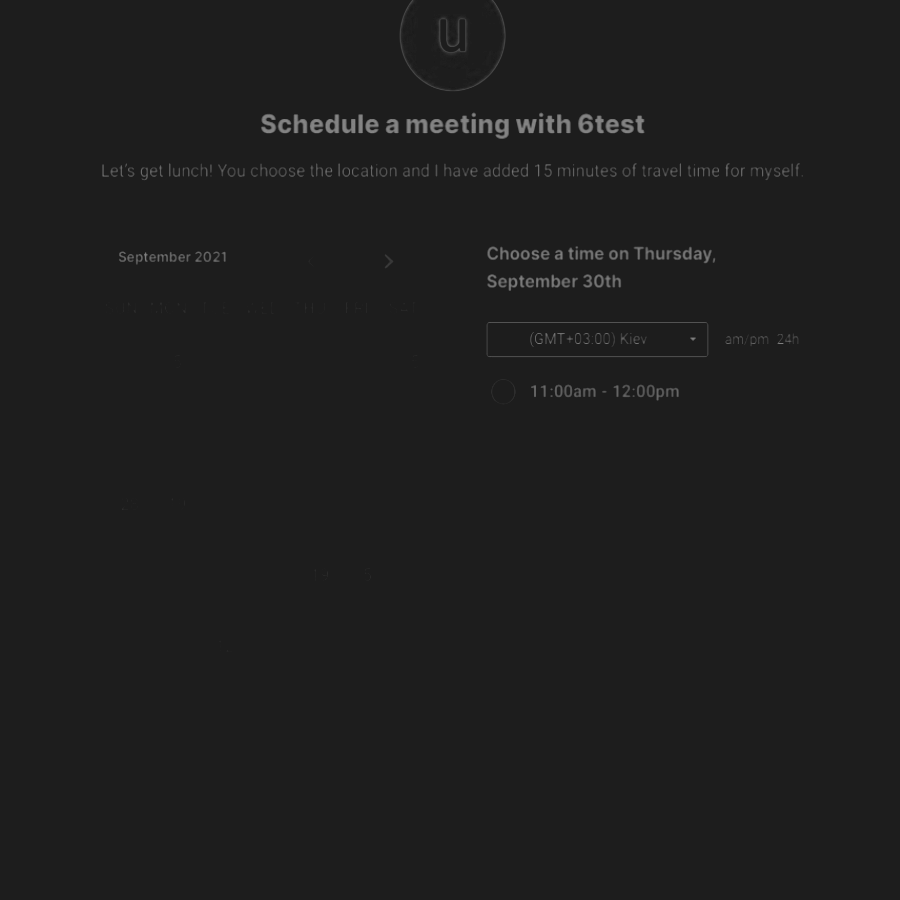 u
Schedule a meeting with 6test
Let's get lunch! You choose the location and I have added 15 minutes of travel time for myself.
September 2021
Choose a time on Thursday,
September 30th
(GMT+03:00) Kiev
am/pm 24h
11:00am - 12:00pm